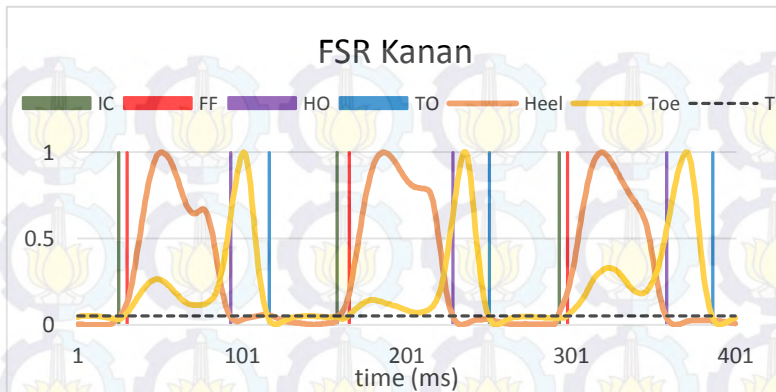 FSR Kanan
IC FF HO TO Heel Toe T
1
0.5
0
1 101 201 301 401
time (ms)